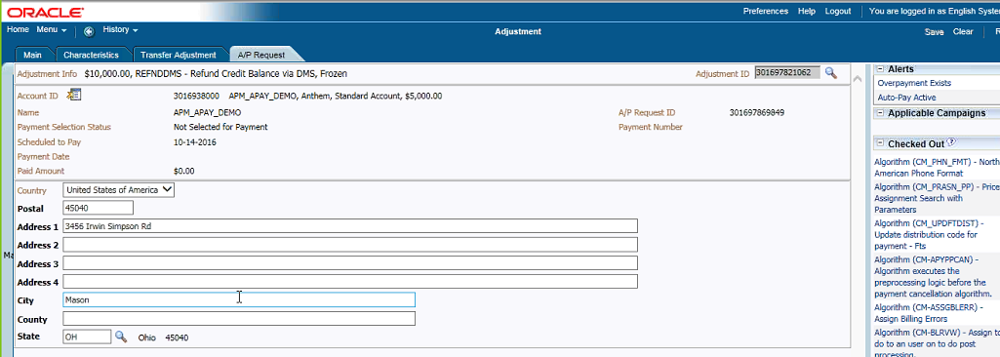 ORACLE
Preferences Help Logout You are logged in as English
Home Menu History Adjustment Save Clear
Main Characteristics Transfer Adjustment A/P Request
Adjustment Info $10,000.00, REFNDDMS - Refund Credit Balance via DMS, Frozen Adjustment ID 301697821062
Account ID 3016938000 APM_APAY_DEMO, Anthem, Standard Account, $5,000.00
Name APM_APAY_DEMO A/P Request ID 301697869849
Payment Selection Status Not Selected for Payment Payment Number
Scheduled to Pay 10-14-2016
Payment Date
Paid Amount $0.00
Country United States of America
Postal 45040
Address 1 3456 Irwin Simpson Rd
Address 2
Address 3
Address 4
City Mason
County
State OH Ohio 45040
Alerts
Overpayment Exists
Auto-Pay Active
Applicable Campaigns
Checked Out
Algorithm (CM_PHN_FMT) - North
American Phone Format
Algorithm (CM_PRASN_PP) - Price
Assignment Search with
Parameters
Algorithm (CM_UPDFTDIST) -
Update distribution code for
payment - Fts
Algorithm (CM-APYPPCAN) -
Algorithm executes the
preprocessing logic before the
payment cancellation algorithm.
Algorithm (CM-ASSGBLERR) -
Assign Billing Errors
Algorithm (CM-BLRVW) - Assign to
do to an user on to do post
processing.